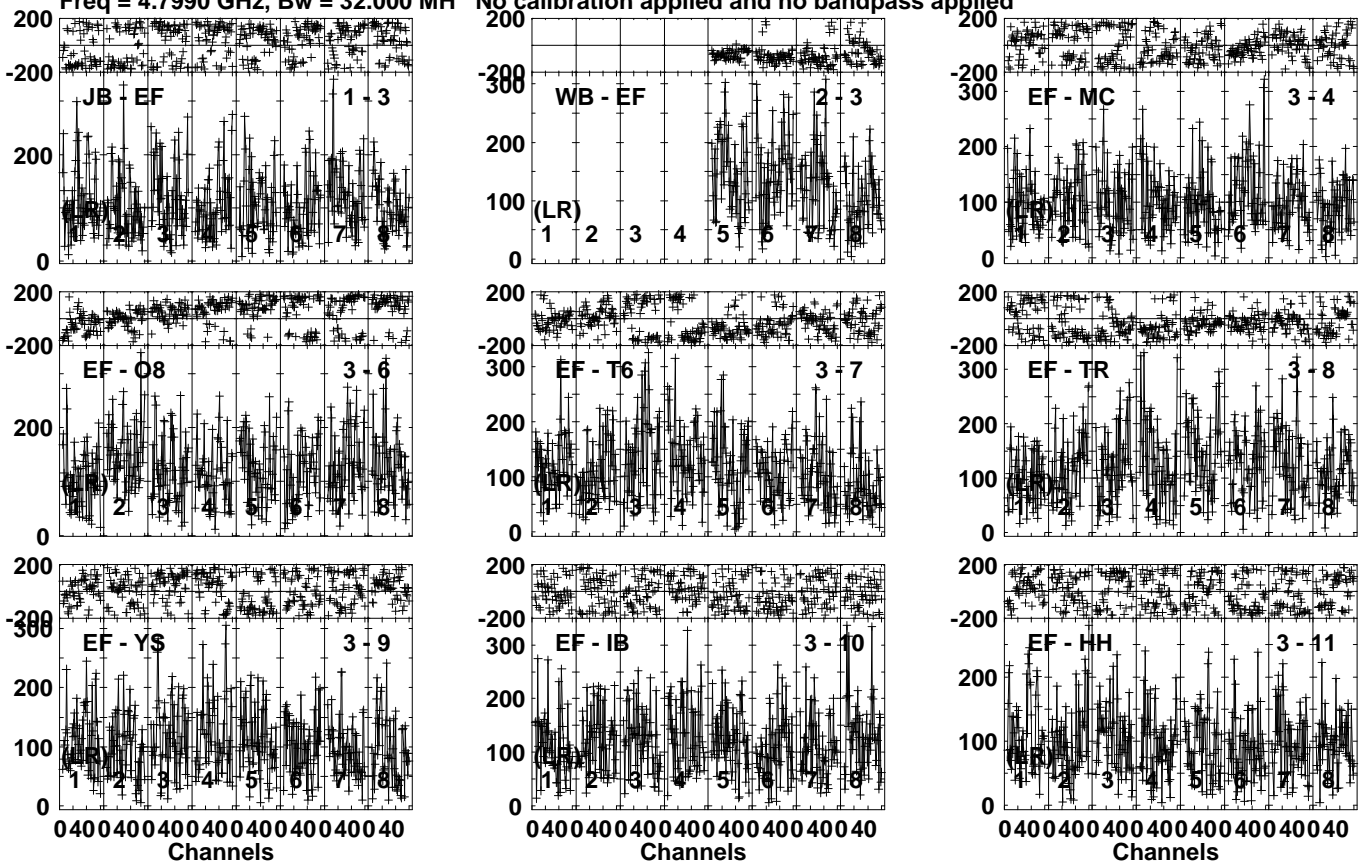 Freq = 4.7990 GHz, Bw = 32.000 MH No calibration applied and no bandpass applied
200 200 200
-200 -200 -200
JB - EF 1 - 3 WB - EF 2 - 3 EF - MC 3 - 4
300
200 200 200
100 100 100
(LR) (LR) (LR)
1 2 3 4 5 6 7 8 1 2 3 4 5 6 7 8 1 2 3 4 5 6 7 8
0 0 0
200 200 200
-200 -200 -200
EF - O8 3 - 6 EF - T6 3 - 7 EF - TR 3 - 8
300 300
200 200 200
100 100 100
(LR) (LR) (LR)
1 2 3 4 5 6 7 8 1 2 3 4 5 6 7 8 1 2 3 4 5 6 7 8
0 0 0
200 200 200
-200 -200 -200
300 EF - YS 3 - 9 300 EF - IB 3 - 10 EF - HH 3 - 11
200 200 200
100 100 100
(LR) (LR) (LR)
1 2 3 4 5 6 7 8 1 2 3 4 5 6 7 8 1 2 3 4 5 6 7 8
0 0 0
0 40 0 40 0 40 0 40 0 40 0 40 0 40 0 40 0 40 0 40 0 40 0 40 0 40 0 40 0 40 0 40 0 40 0 40 0 40 0 40 0 40 0 40 0 40 0 40
Channels Channels Channels